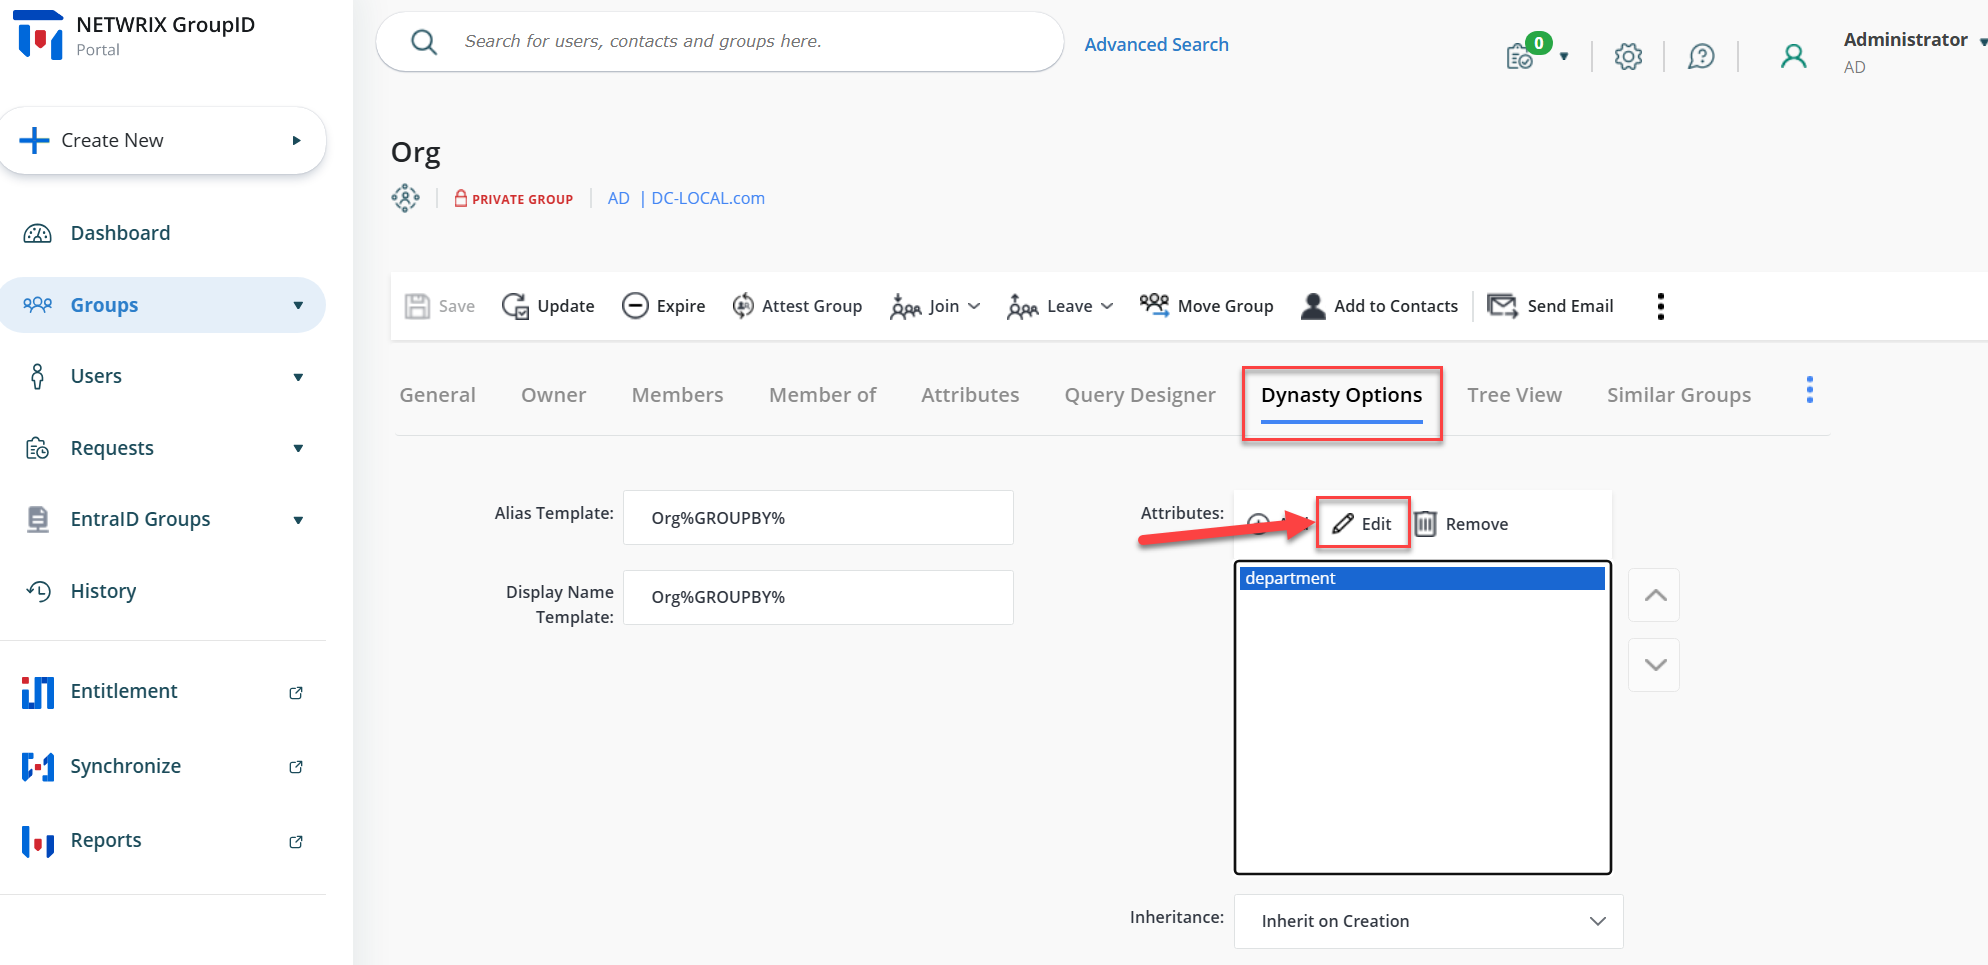 NETWRIX GroupID
Portal
Search for users, contacts and groups here.
Advanced Search
0
Administrator
AD
Create New
Dashboard
Groups
Users
Requests
EntraID Groups
History
Entitlement
Synchronize
Reports
Org
PRIVATE GROUP
AD | DC-LOCAL.com
Save Update Expire Attest Group Join Leave Move Group Add to Contacts Send Email
General Owner Members Member of Attributes Query Designer Dynasty Options Tree View Similar Groups
Alias Template: Org%GROUPBY%
Display Name Template: Org%GROUPBY%
Attributes: Edit Remove
department
Inheritance: Inherit on Creation